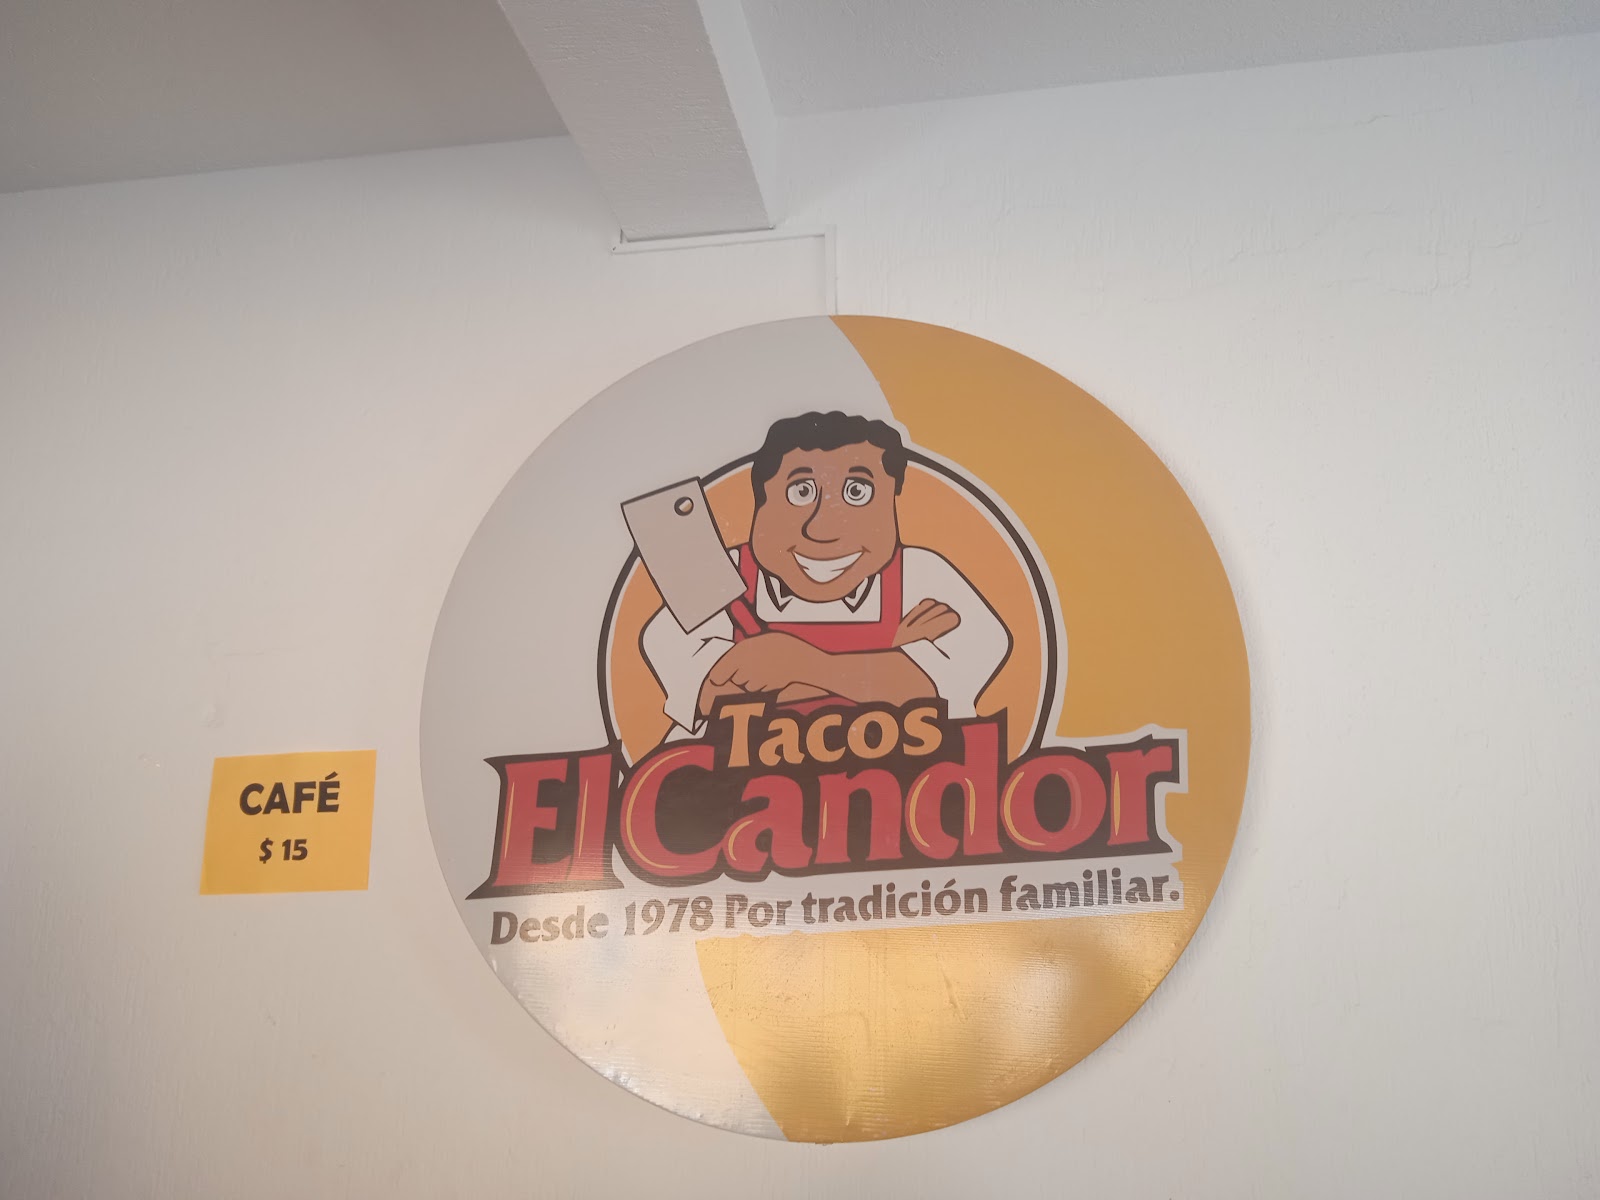 Tacos
El Candor
Desde 1978 Por tradición familiar.
CAFÉ
$ 15